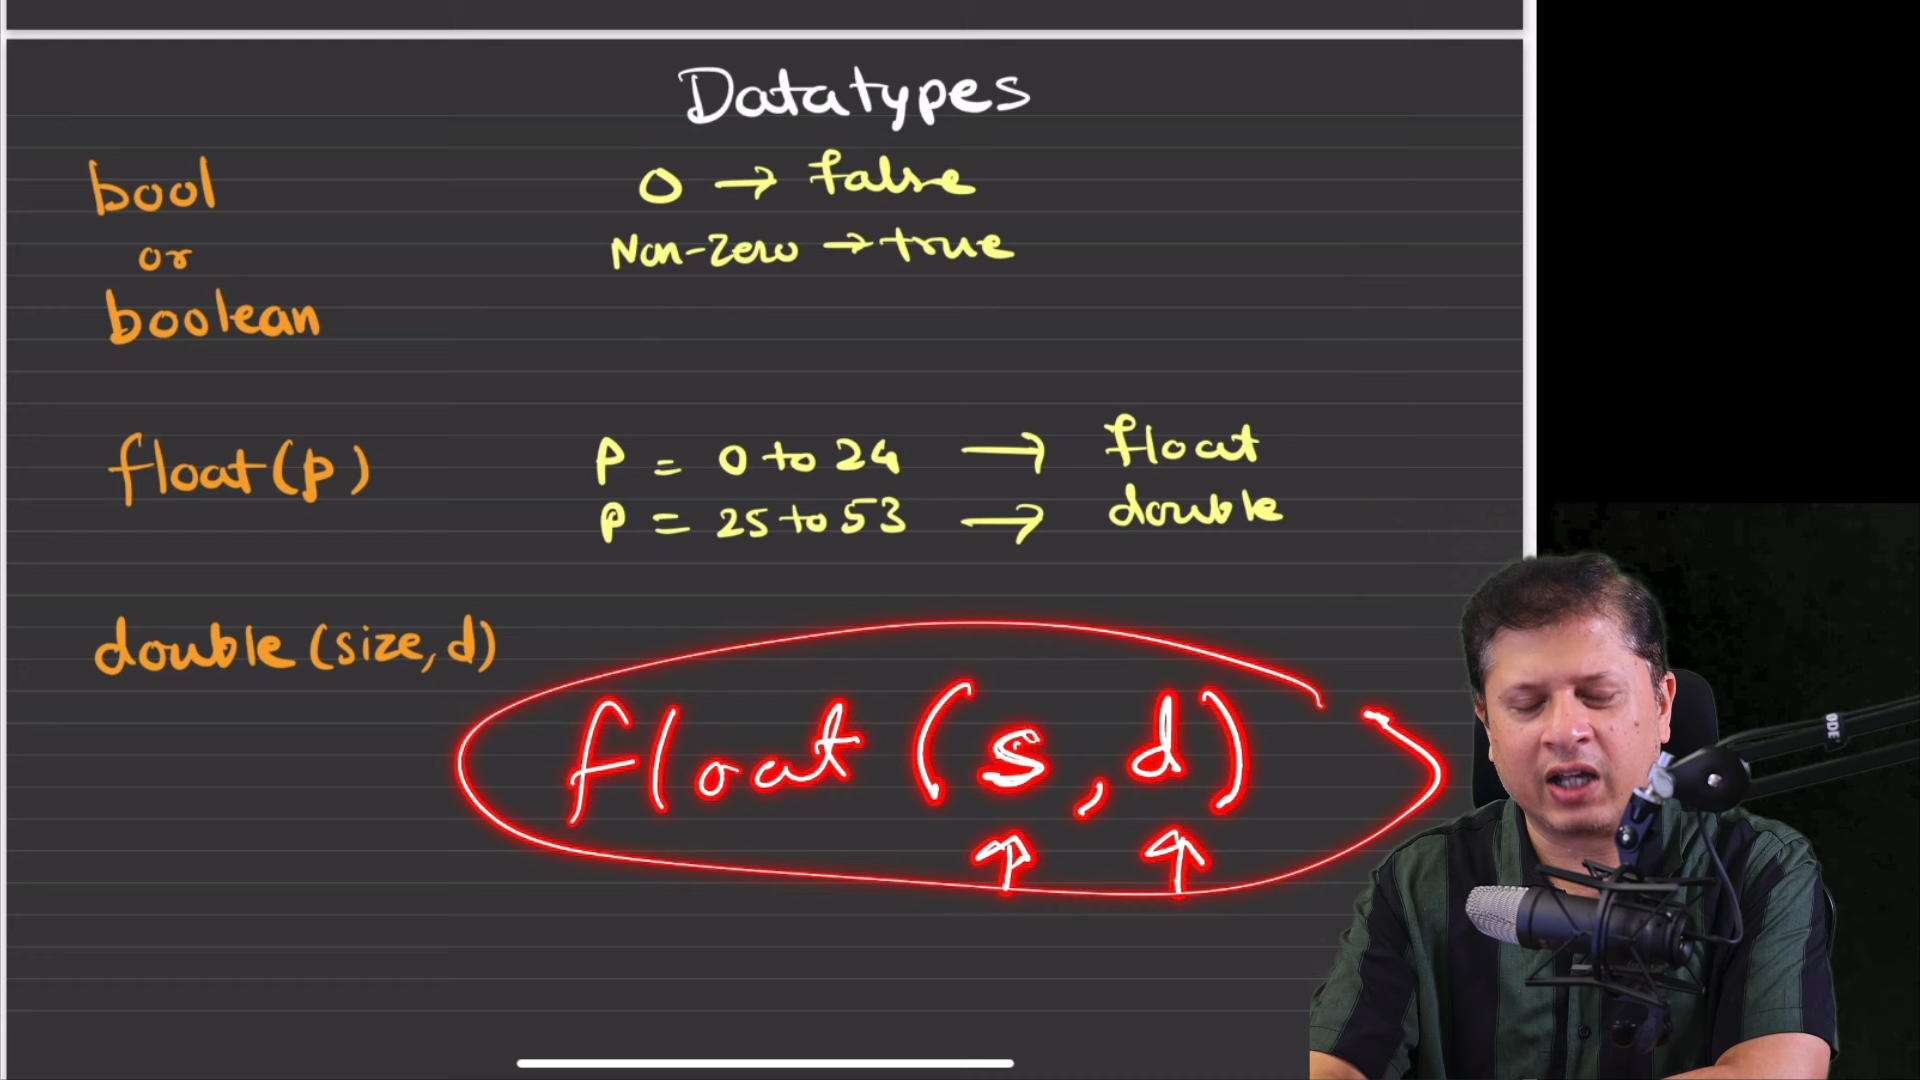 Datatypes
bool
0 → false
or
Non-Zero → true
boolean
float(p)
P = 0 to 24 → float
P = 25 to 53 → double
double (size, d)
float (s, d)
ODE